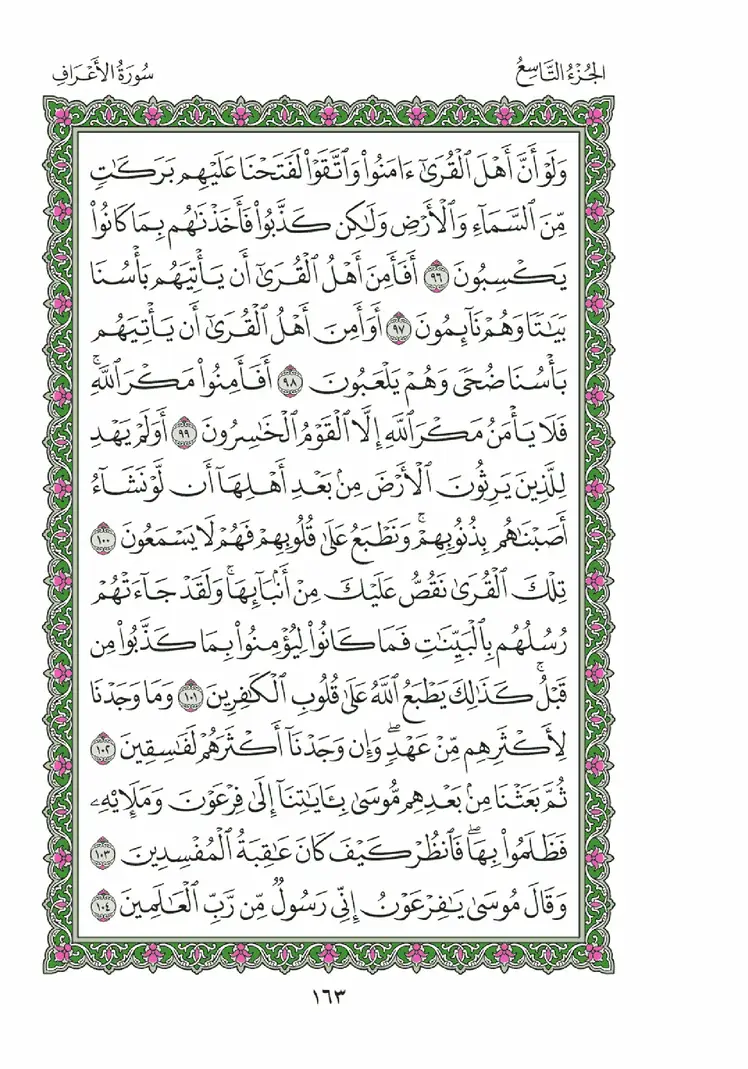 الجُزْءُ التَّاسِعُ
سُورَةُ الأَعْرَافِ
وَلَوْ أَنَّ أَهْلَ ٱلْقُرَىٰٓ ءَامَنُوا۟ وَٱتَّقَوْا۟ لَفَتَحْنَا عَلَيْهِم بَرَكَٰتٍ
مِّنَ ٱلسَّمَآءِ وَٱلْأَرْضِ وَلَٰكِن كَذَّبُوا۟ فَأَخَذْنَٰهُم بِمَا كَانُوا۟
يَكْسِبُونَ ٩٦ أَفَأَمِنَ أَهْلُ ٱلْقُرَىٰٓ أَن يَأْتِيَهُم بَأْسُنَا
بَيَٰتًا وَهُمْ نَآئِمُونَ ٩٧ أَوَأَمِنَ أَهْلُ ٱلْقُرَىٰٓ أَن يَأْتِيَهُم
بَأْسُنَا ضُحًى وَهُمْ يَلْعَبُونَ ٩٨ أَفَأَمِنُوا۟ مَكْرَ ٱللَّهِ ۚ
فَلَا يَأْمَنُ مَكْرَ ٱللَّهِ إِلَّا ٱلْقَوْمُ ٱلْخَٰسِرُونَ ٩٩ أَوَلَمْ يَهْدِ
لِلَّذِينَ يَرِثُونَ ٱلْأَرْضَ مِنۢ بَعْدِ أَهْلِهَآ أَن لَّوْ نَشَآءُ
أَصَبْنَٰهُم بِذُنُوبِهِمْ ۚ وَنَطْبَعُ عَلَىٰ قُلُوبِهِمْ فَهُمْ لَا يَسْمَعُونَ ١٠٠
تِلْكَ ٱلْقُرَىٰ نَقُصُّ عَلَيْكَ مِنْ أَنۢبَآئِهَا ۚ وَلَقَدْ جَآءَتْهُمْ
رُسُلُهُم بِٱلْبَيِّنَٰتِ فَمَا كَانُوا۟ لِيُؤْمِنُوا۟ بِمَا كَذَّبُوا۟ مِن
قَبْلُ ۚ كَذَٰلِكَ يَطْبَعُ ٱللَّهُ عَلَىٰ قُلُوبِ ٱلْكَٰفِرِينَ ١٠١ وَمَا وَجَدْنَا
لِأَكْثَرِهِم مِّنْ عَهْدٍ ۖ وَإِن وَجَدْنَآ أَكْثَرَهُمْ لَفَٰسِقِينَ ١٠٢
ثُمَّ بَعَثْنَا مِنۢ بَعْدِهِم مُّوسَىٰ بِـَٔايَٰتِنَآ إِلَىٰ فِرْعَوْنَ وَمَلَإِي۟هِۦ
فَظَلَمُوا۟ بِهَا ۖ فَٱنظُرْ كَيْفَ كَانَ عَٰقِبَةُ ٱلْمُفْسِدِينَ ١٠٣
وَقَالَ مُوسَىٰ يَٰفِرْعَوْنُ إِنِّى رَسُولٌ مِّن رَّبِّ ٱلْعَٰلَمِينَ ١٠٤
١٦٣